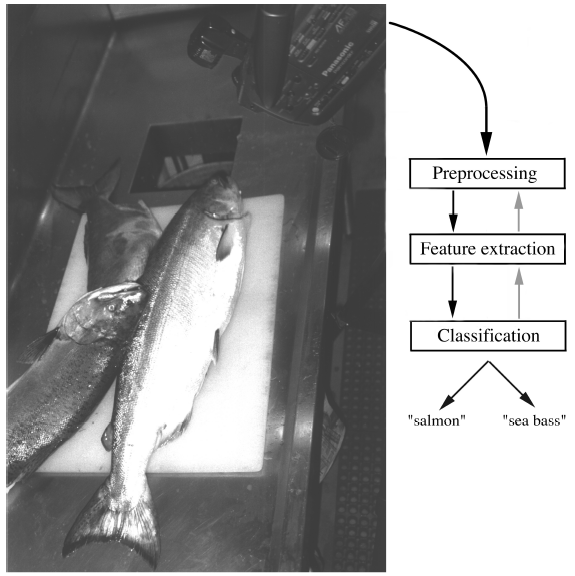 Panasonic
Preprocessing
Feature extraction
Classification
"salmon"
"sea bass"